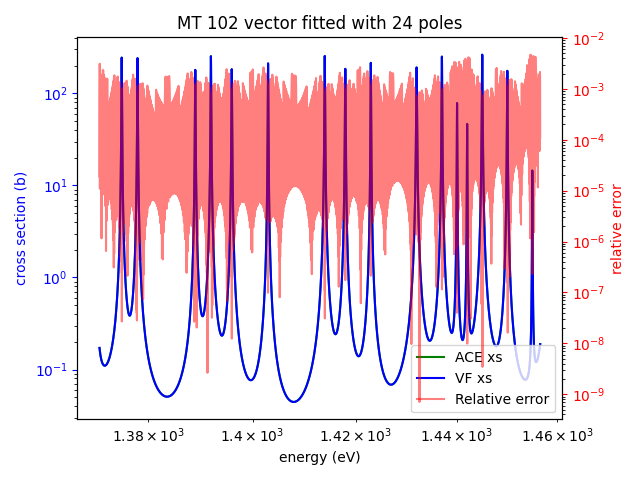 MT 102 vector fitted with 24 poles
10²
10¹
10⁰
10⁻¹
cross section (b)
10⁻²
10⁻³
10⁻⁴
10⁻⁵
10⁻⁶
10⁻⁷
10⁻⁸
10⁻⁹
relative error
ACE xs
VF xs
Relative error
1.38 × 10³ 1.4 × 10³ 1.42 × 10³ 1.44 × 10³ 1.46 × 10³
energy (eV)